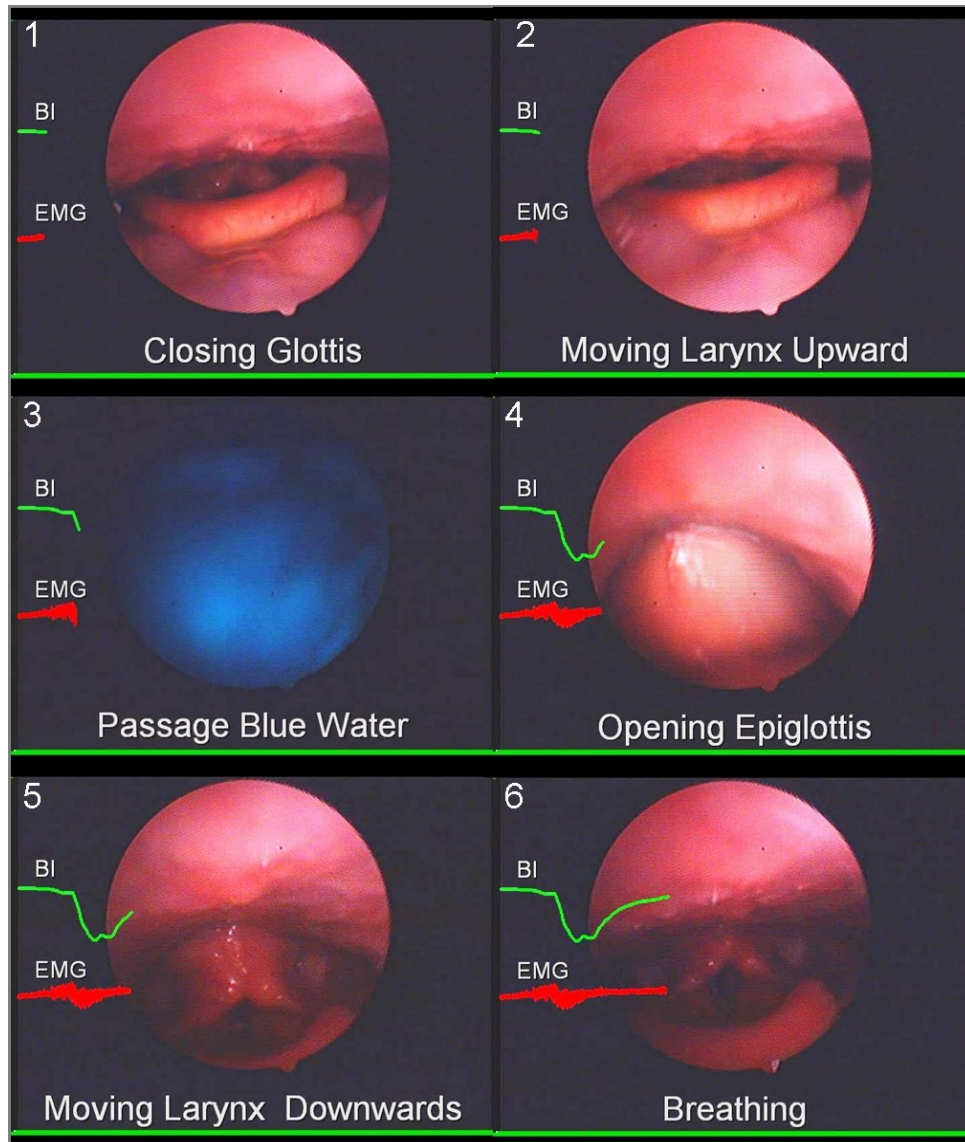 1
BI
EMG
Closing Glottis
2
BI
EMG
Moving Larynx Upward
3
BI
EMG
Passage Blue Water
4
BI
EMG
Opening Epiglottis
5
BI
EMG
Moving Larynx Downwards
6
BI
EMG
Breathing